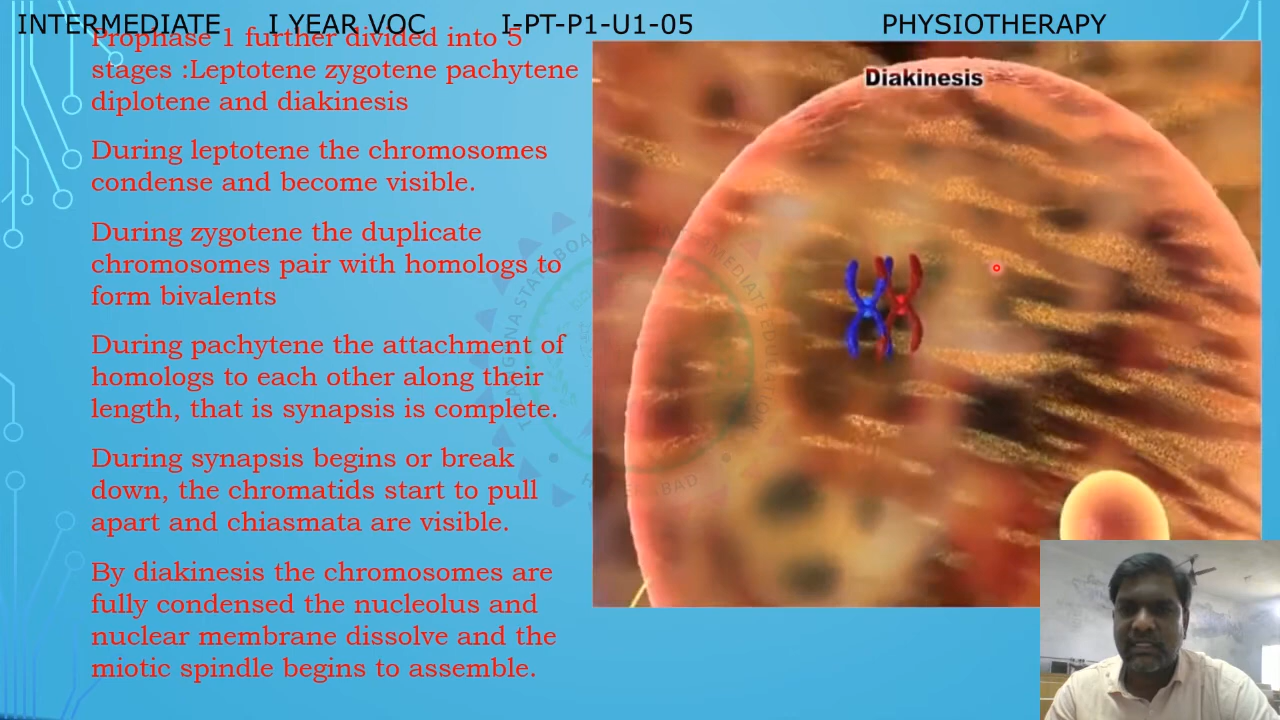 INTERMEDIATE I YEAR VOC I-PT-P1-U1-05 PHYSIOTHERAPY
Prophase 1 further divided into 5
stages :Leptotene zygotene pachytene
diplotene and diakinesis
During leptotene the chromosomes
condense and become visible.
During zygotene the duplicate
chromosomes pair with homologs to
form bivalents
During pachytene the attachment of
homologs to each other along their
length, that is synapsis is complete.
During synapsis begins or break
down, the chromatids start to pull
apart and chiasmata are visible.
By diakinesis the chromosomes are
fully condensed the nucleolus and
nuclear membrane dissolve and the
miotic spindle begins to assemble.
Diakinesis